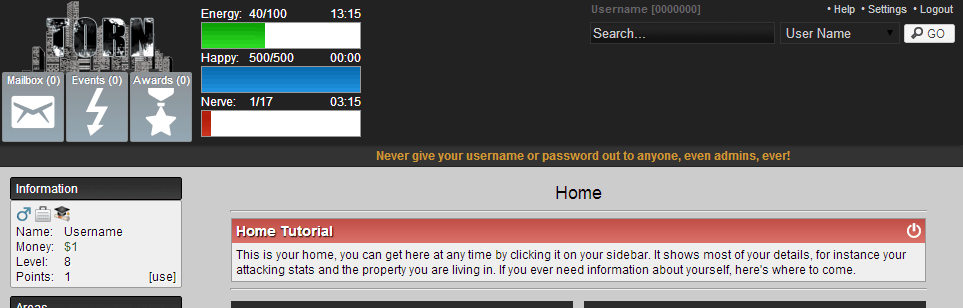 TORN
Mailbox (0) Events (0) Awards (0)
Energy: 40/100 13:15
Happy: 500/500 00:00
Nerve: 1/17 03:15
Username [0000000]
• Help • Settings • Logout
Search... User Name GO
Never give your username or password out to anyone, even admins, ever!
Information
Name: Username
Money: $1
Level: 8
Points: 1 [use]
Areas
Home
Home Tutorial
This is your home, you can get here at any time by clicking it on your sidebar. It shows most of your details, for instance your
attacking stats and the property you are living in. If you ever need information about yourself, here's where to come.